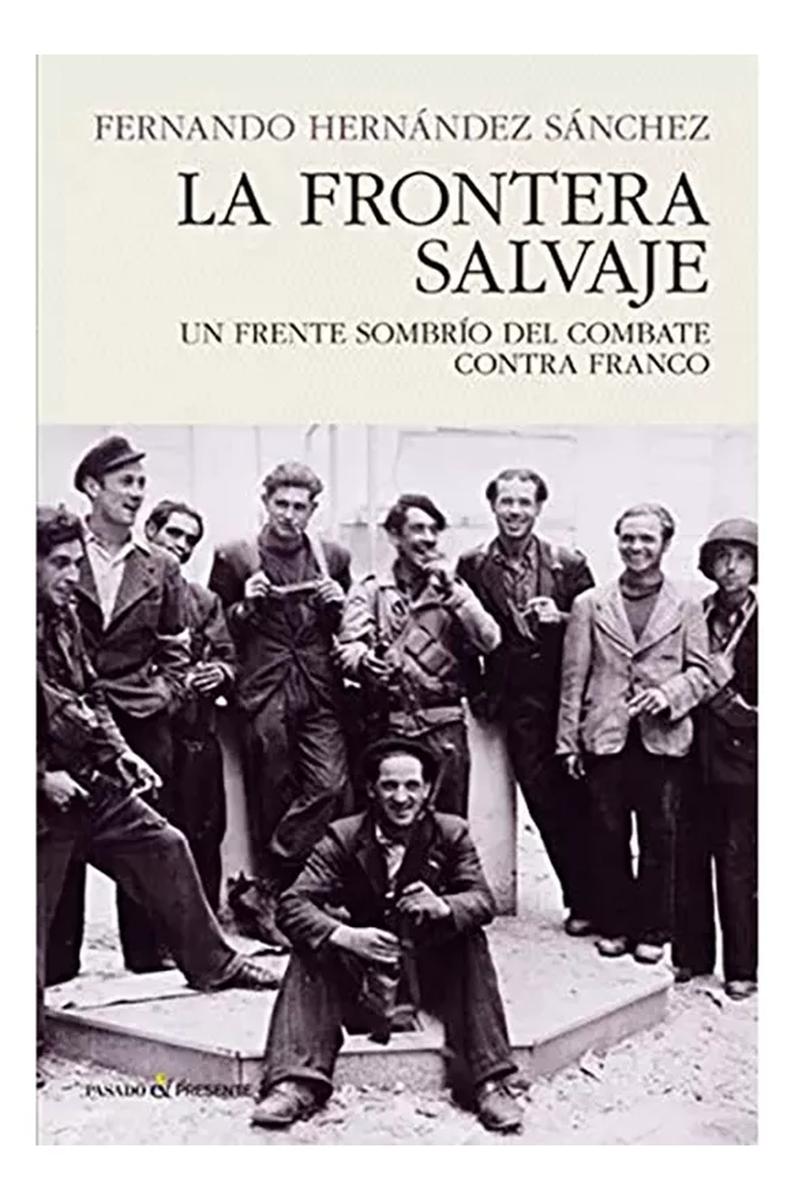 FERNANDO HERNÁNDEZ SÁNCHEZ
LA FRONTERA
SALVAJE
UN FRENTE SOMBRÍO DEL COMBATE
CONTRA FRANCO
PASADO & PRESENTE